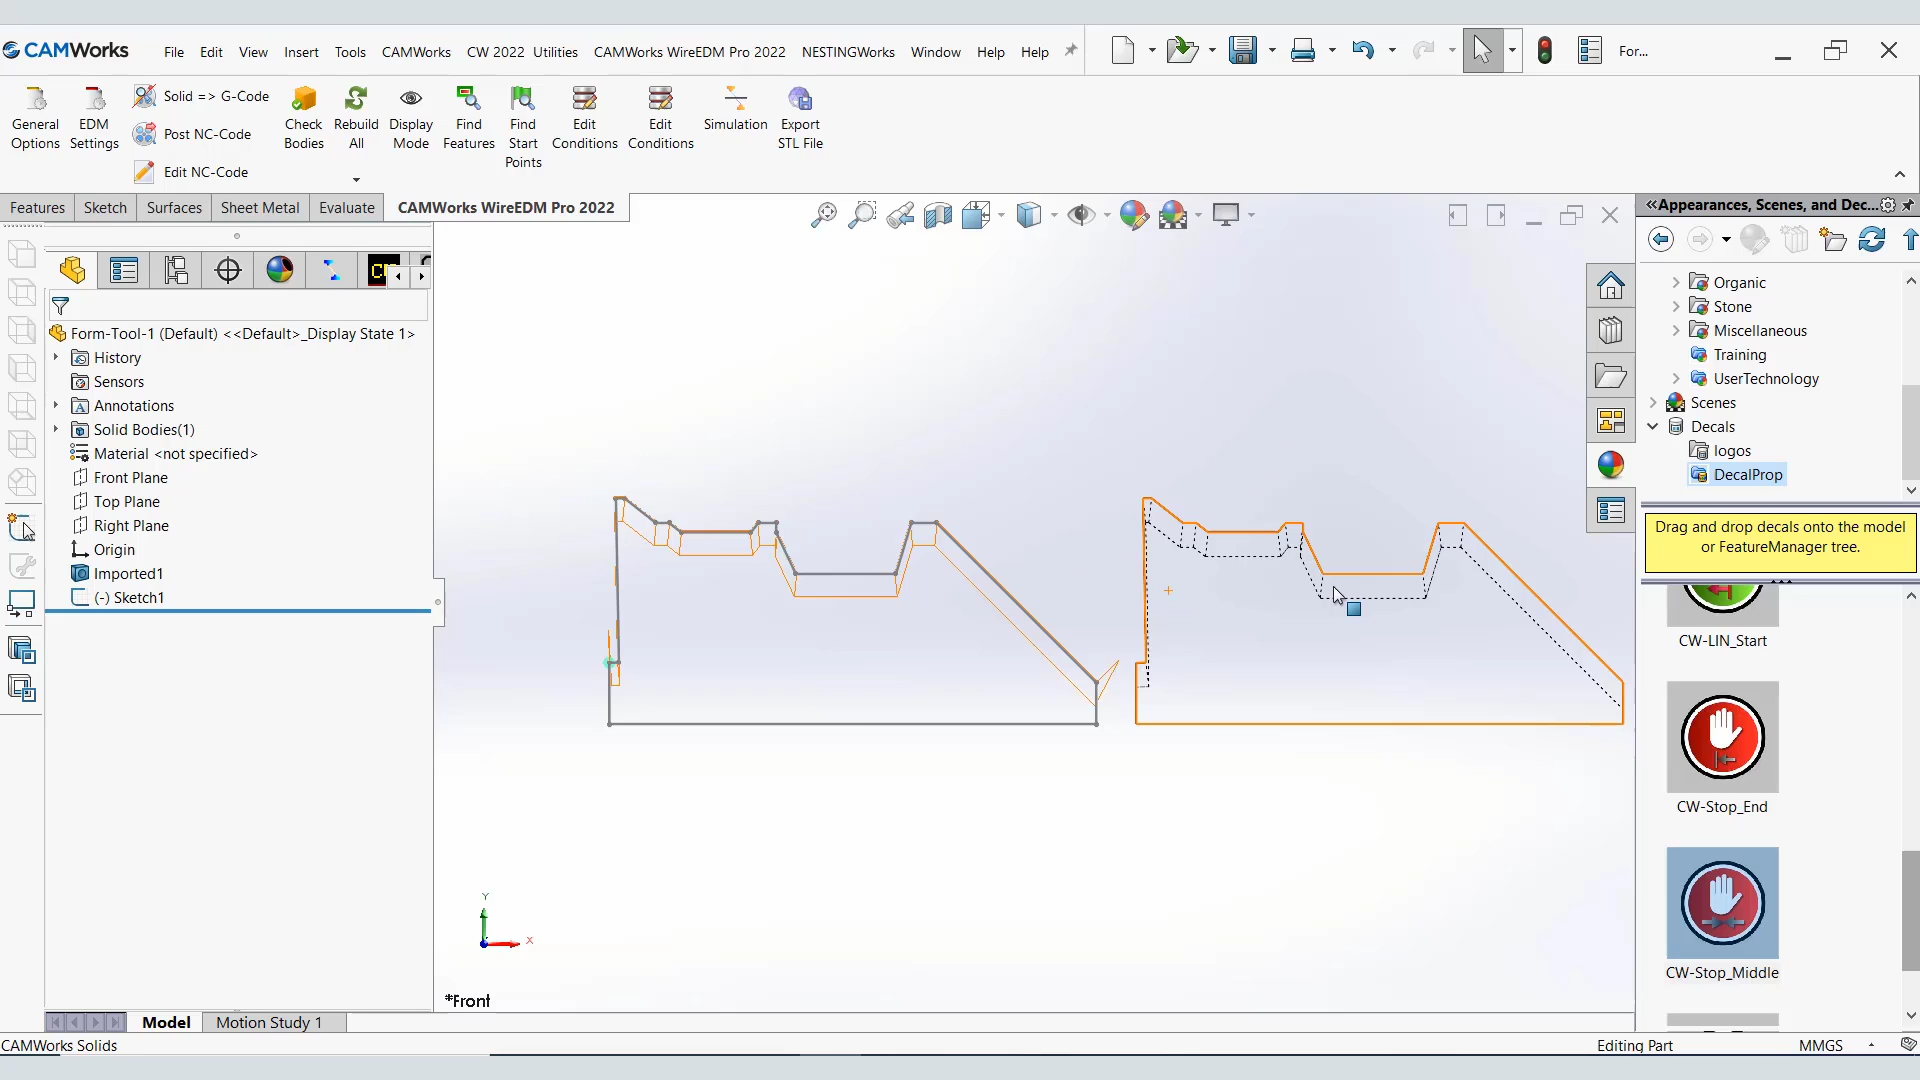 CAMWorks
File Edit View Insert Tools CAMWorks CW 2022 Utilities CAMWorks WireEDM Pro 2022 NESTINGWorks Window Help Help
For...
General Options
EDM Settings
Solid => G-Code
Post NC-Code
Edit NC-Code
Check Bodies
Rebuild All
Display Mode
Find Features
Find Start Points
Edit Conditions
Edit Conditions
Simulation
Export STL File
Features Sketch Surfaces Sheet Metal Evaluate CAMWorks WireEDM Pro 2022
«Appearances, Scenes, and Dec...
Form-Tool-1 (Default) <<Default>_Display State 1>
History
Sensors
Annotations
Solid Bodies(1)
Material <not specified>
Front Plane
Top Plane
Right Plane
Origin
Imported1
(-) Sketch1
Y
X
*Front
Organic
Stone
Miscellaneous
Training
UserTechnology
Scenes
Decals
logos
DecalProp
Drag and drop decals onto the model
or FeatureManager tree.
CW-LIN_Start
CW-Stop_End
CW-Stop_Middle
Model Motion Study 1
CAMWorks Solids
Editing Part
MMGS